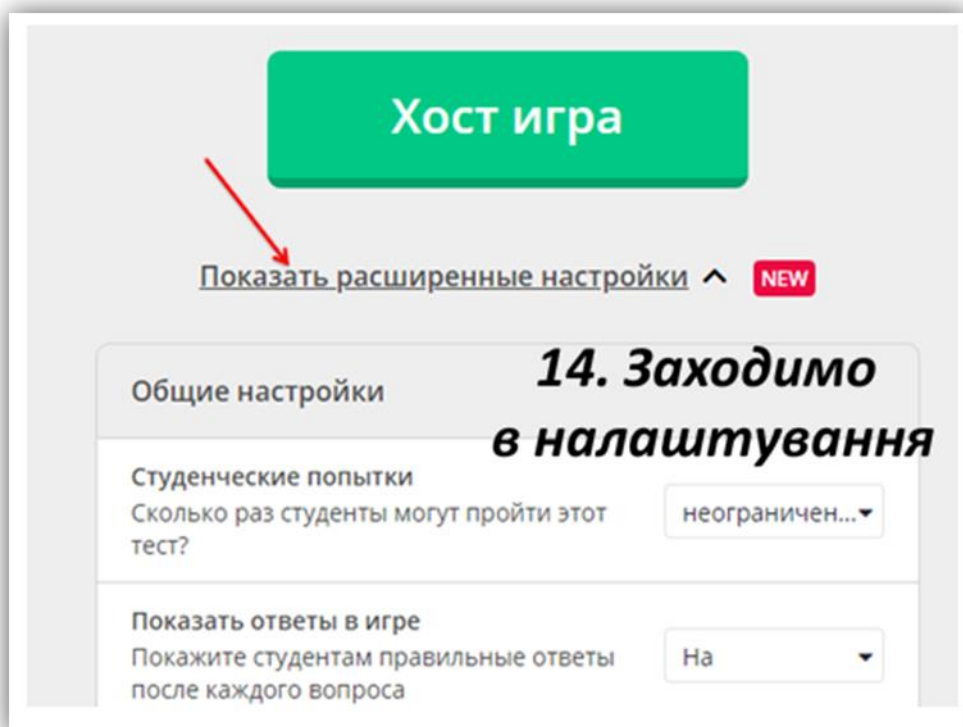 Хост игра
Показать расширенные настройки
NEW
14. Заходимо
в налаштування
Общие настройки
Студенческие попытки
Сколько раз студенты могут пройти этот
тест?
неограничен...
Показать ответы в игре
Покажите студентам правильные ответы
после каждого вопроса
На